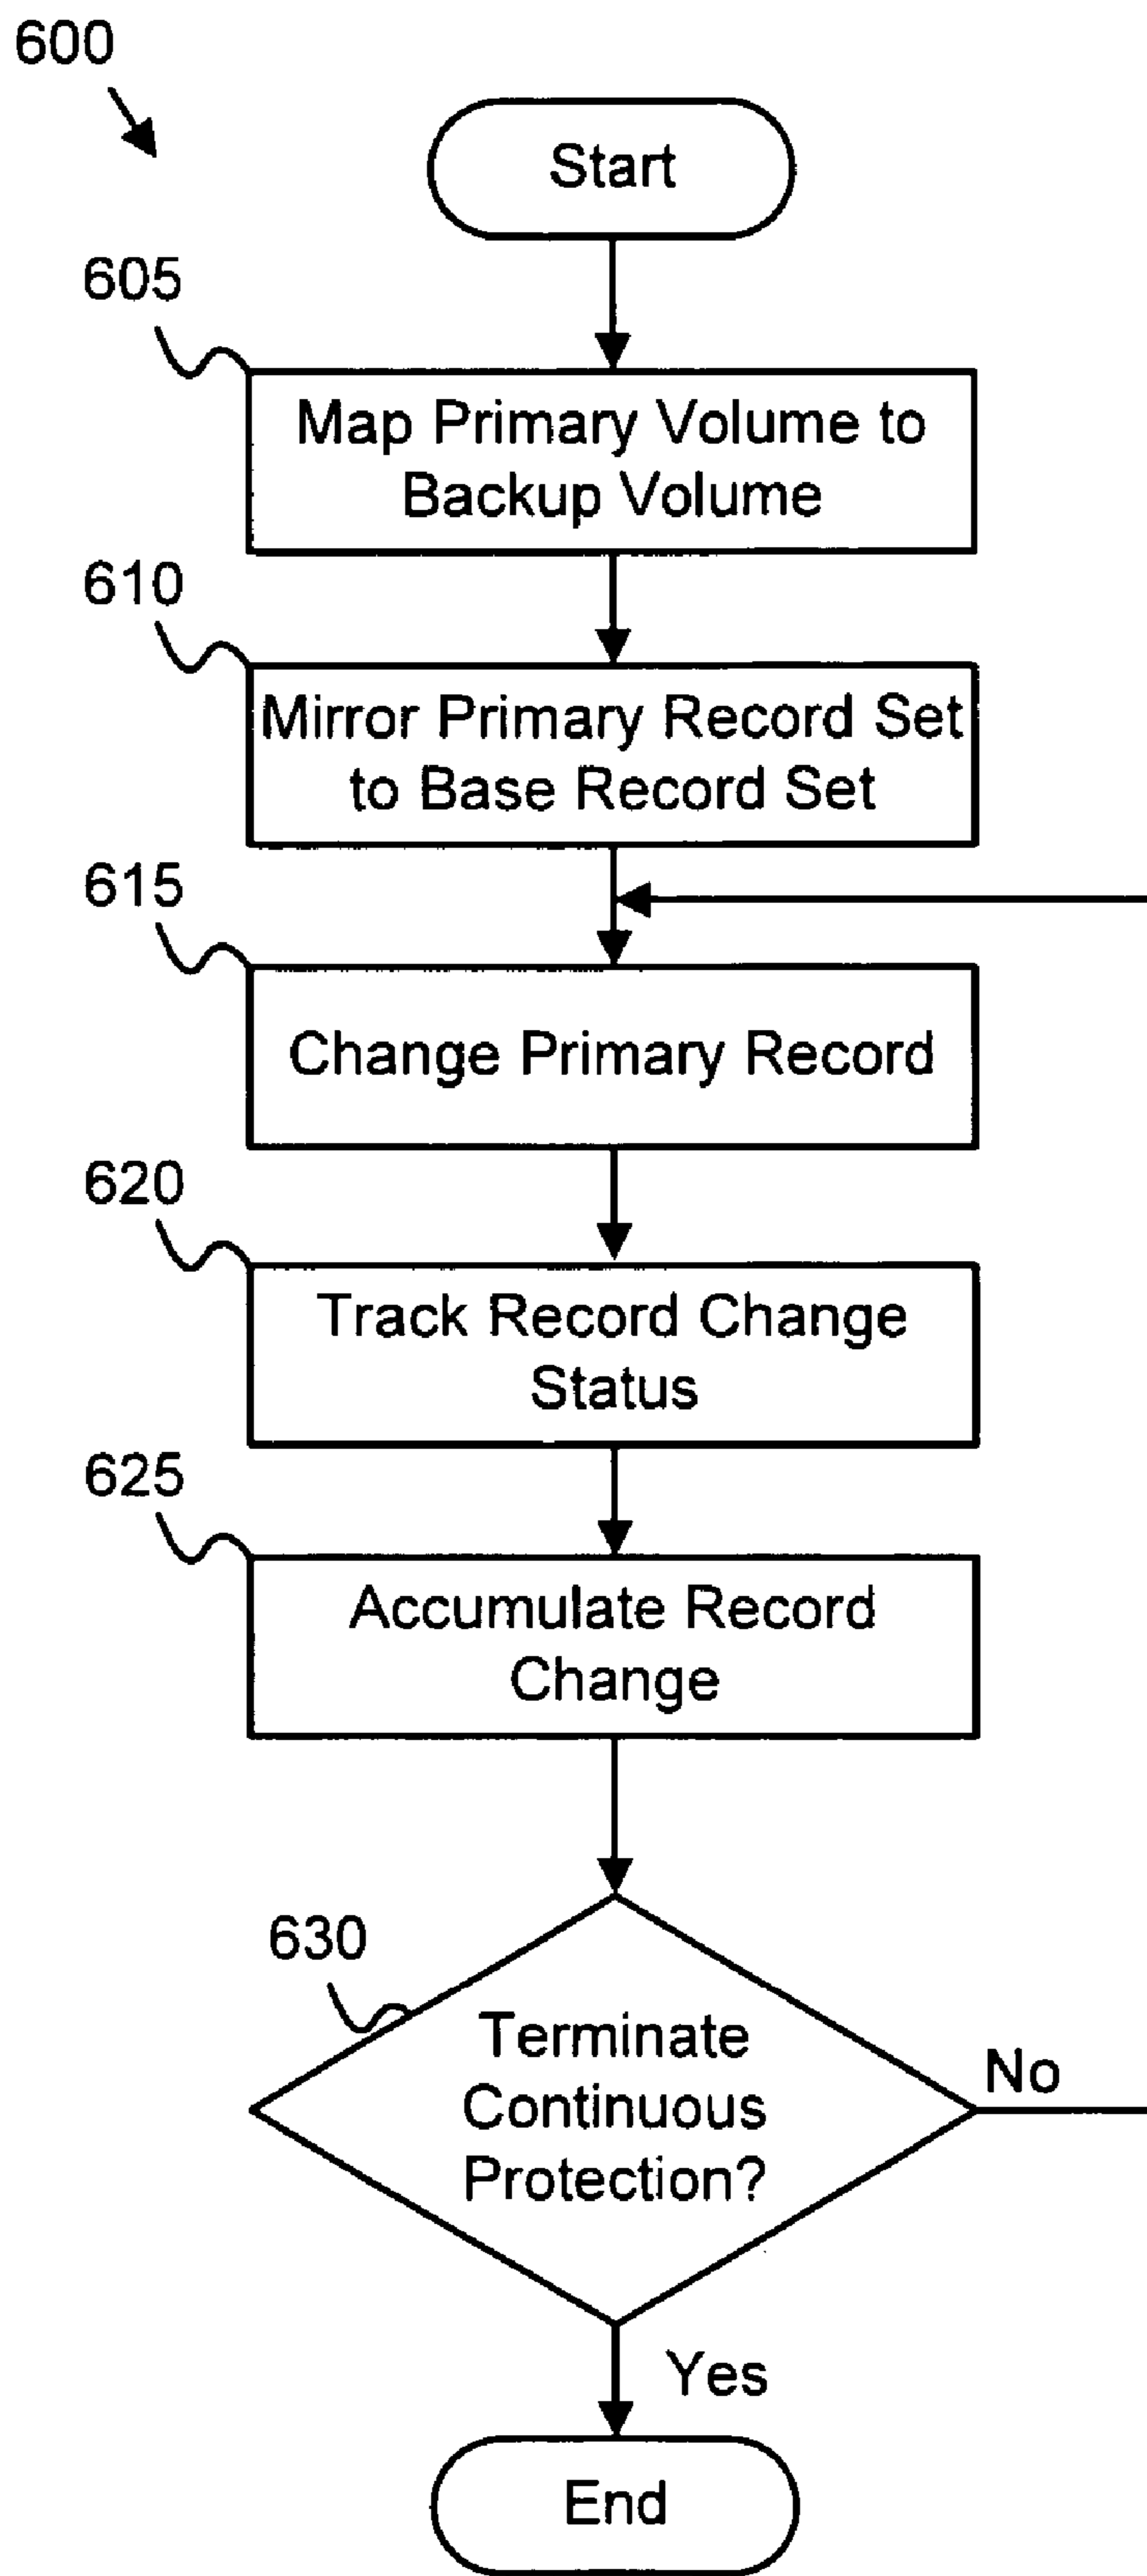 600
Start
605
Map Primary Volume to
Backup Volume
610
Mirror Primary Record Set
to Base Record Set
615
Change Primary Record
620
Track Record Change
Status
625
Accumulate Record
Change
630
Terminate
Continuous
Protection?
No
Yes
End